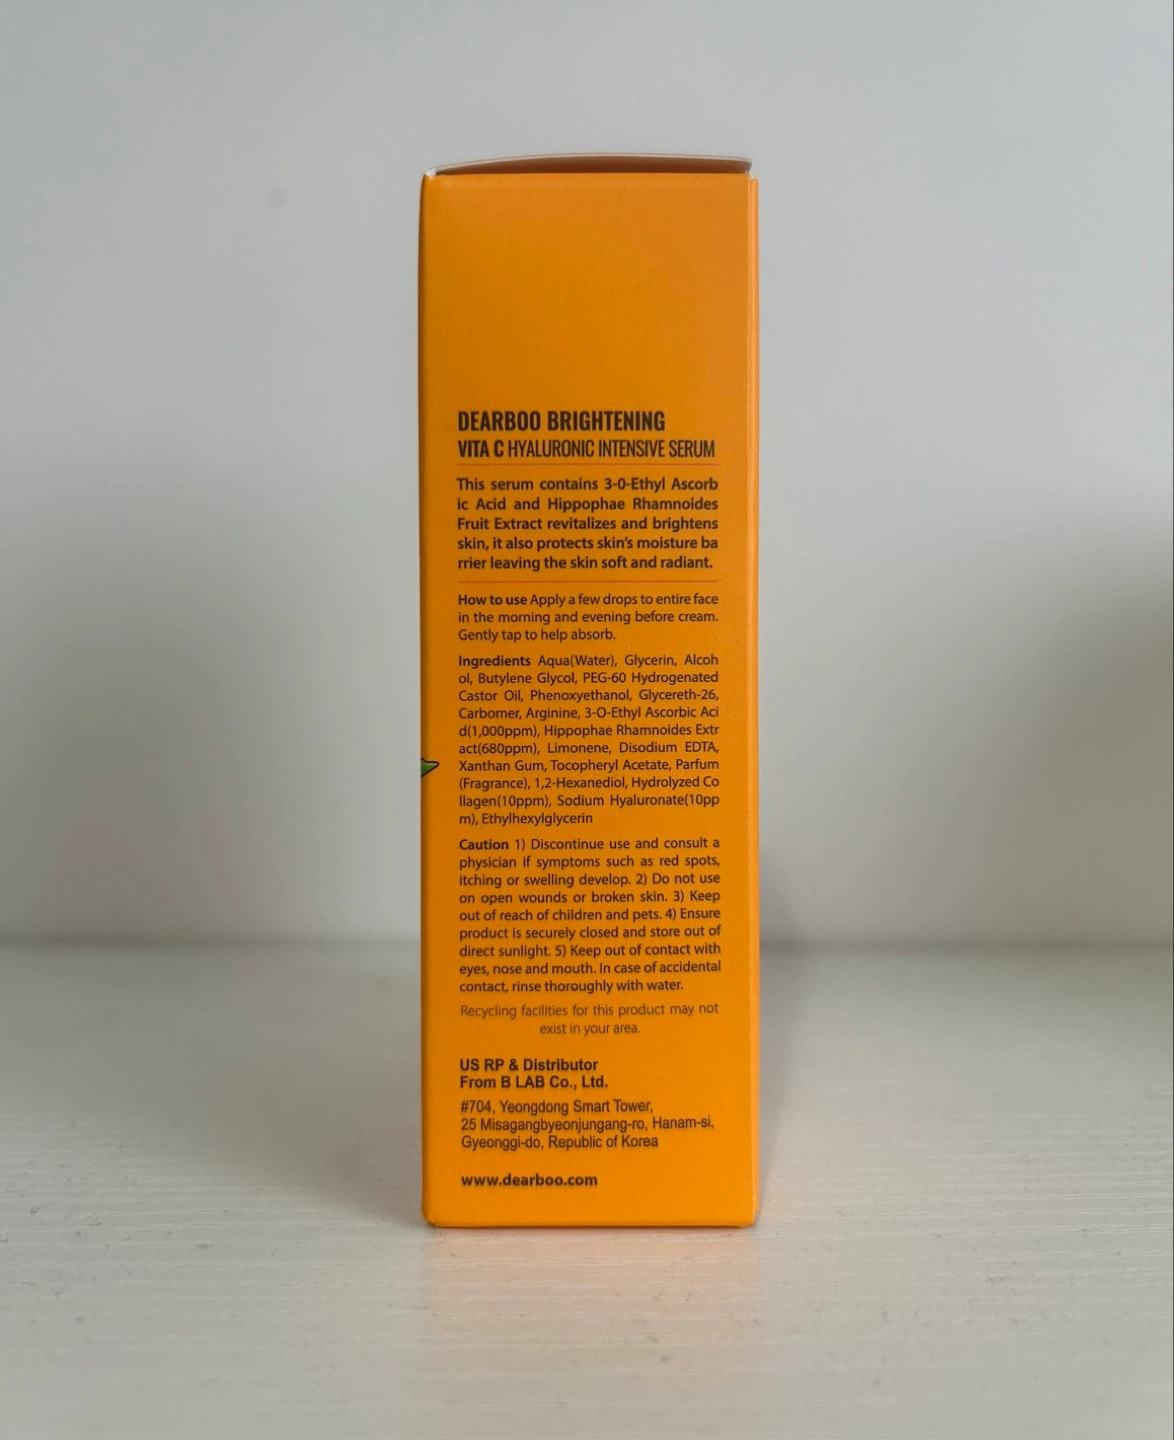 DEARBOO BRIGHTENING
VITA C HYALURONIC INTENSIVE SERUM
This serum contains 3-0-Ethyl Ascorb
ic Acid and Hippophae Rhamnoides
Fruit Extract revitalizes and brightens
skin, it also protects skin's moisture ba
rrier leaving the skin soft and radiant.
How to use Apply a few drops to entire face
in the morning and evening before cream.
Gently tap to help absorb.
Ingredients Aqua(Water), Glycerin, Alcoh
ol, Butylene Glycol, PEG-60 Hydrogenated
Castor Oil, Phenoxyethanol, Glycereth-26,
Carbomer, Arginine, 3-O-Ethyl Ascorbic Aci
d(1,000ppm), Hippophae Rhamnoides Extr
act(680ppm), Limonene, Disodium EDTA,
Xanthan Gum, Tocopheryl Acetate, Parfum
(Fragrance), 1,2-Hexanediol, Hydrolyzed Co
llagen(10ppm), Sodium Hyaluronate(10pp
m), Ethylhexylglycerin
Caution 1) Discontinue use and consult a
physician if symptoms such as red spots,
itching or swelling develop. 2) Do not use
on open wounds or broken skin. 3) Keep
out of reach of children and pets. 4) Ensure
product is securely closed and store out of
direct sunlight. 5) Keep out of contact with
eyes, nose and mouth. In case of accidental
contact, rinse thoroughly with water.
Recycling facilities for this product may not
exist in your area.
US RP & Distributor
From B LAB Co., Ltd.
#704, Yeongdong Smart Tower,
25 Misagangbyeonjungang-ro, Hanam-si,
Gyeonggi-do, Republic of Korea
www.dearboo.com